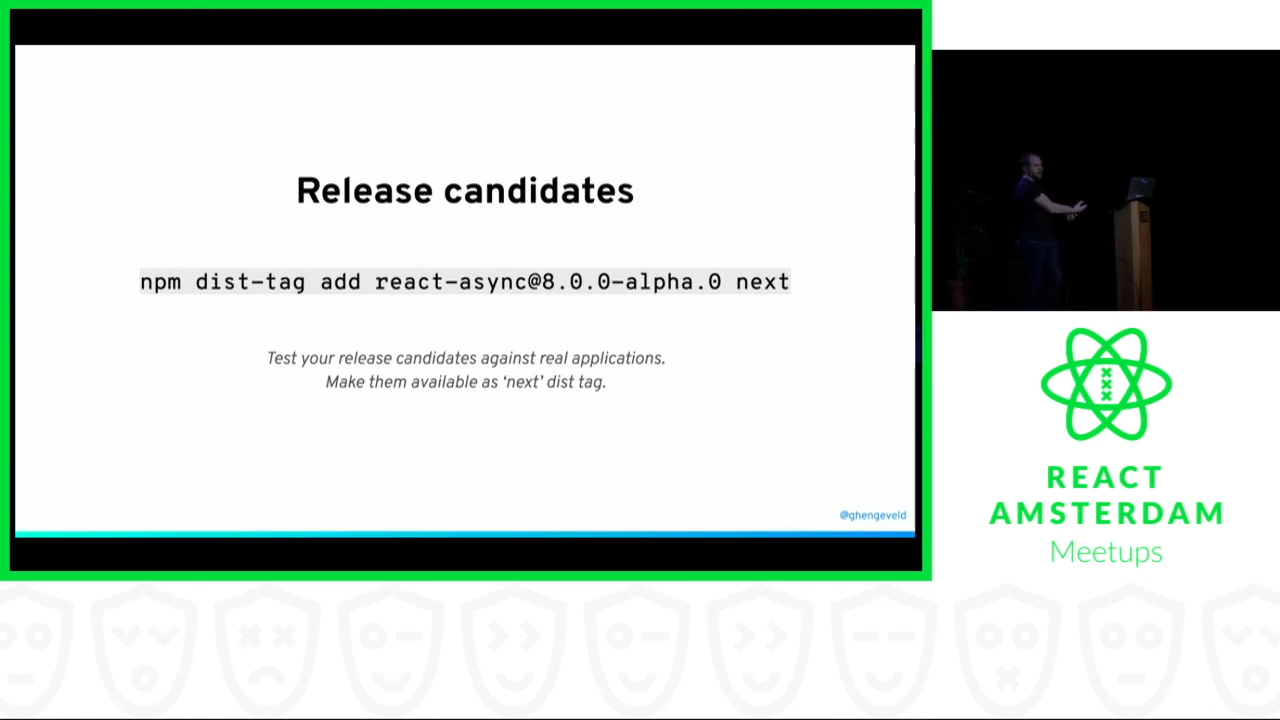 Release candidates
npm dist-tag add react-async@8.0.0-alpha.0 next
Test your release candidates against real applications.
Make them available as ‘next’ dist tag.
@ghengeveld
REACT
AMSTERDAM
Meetups